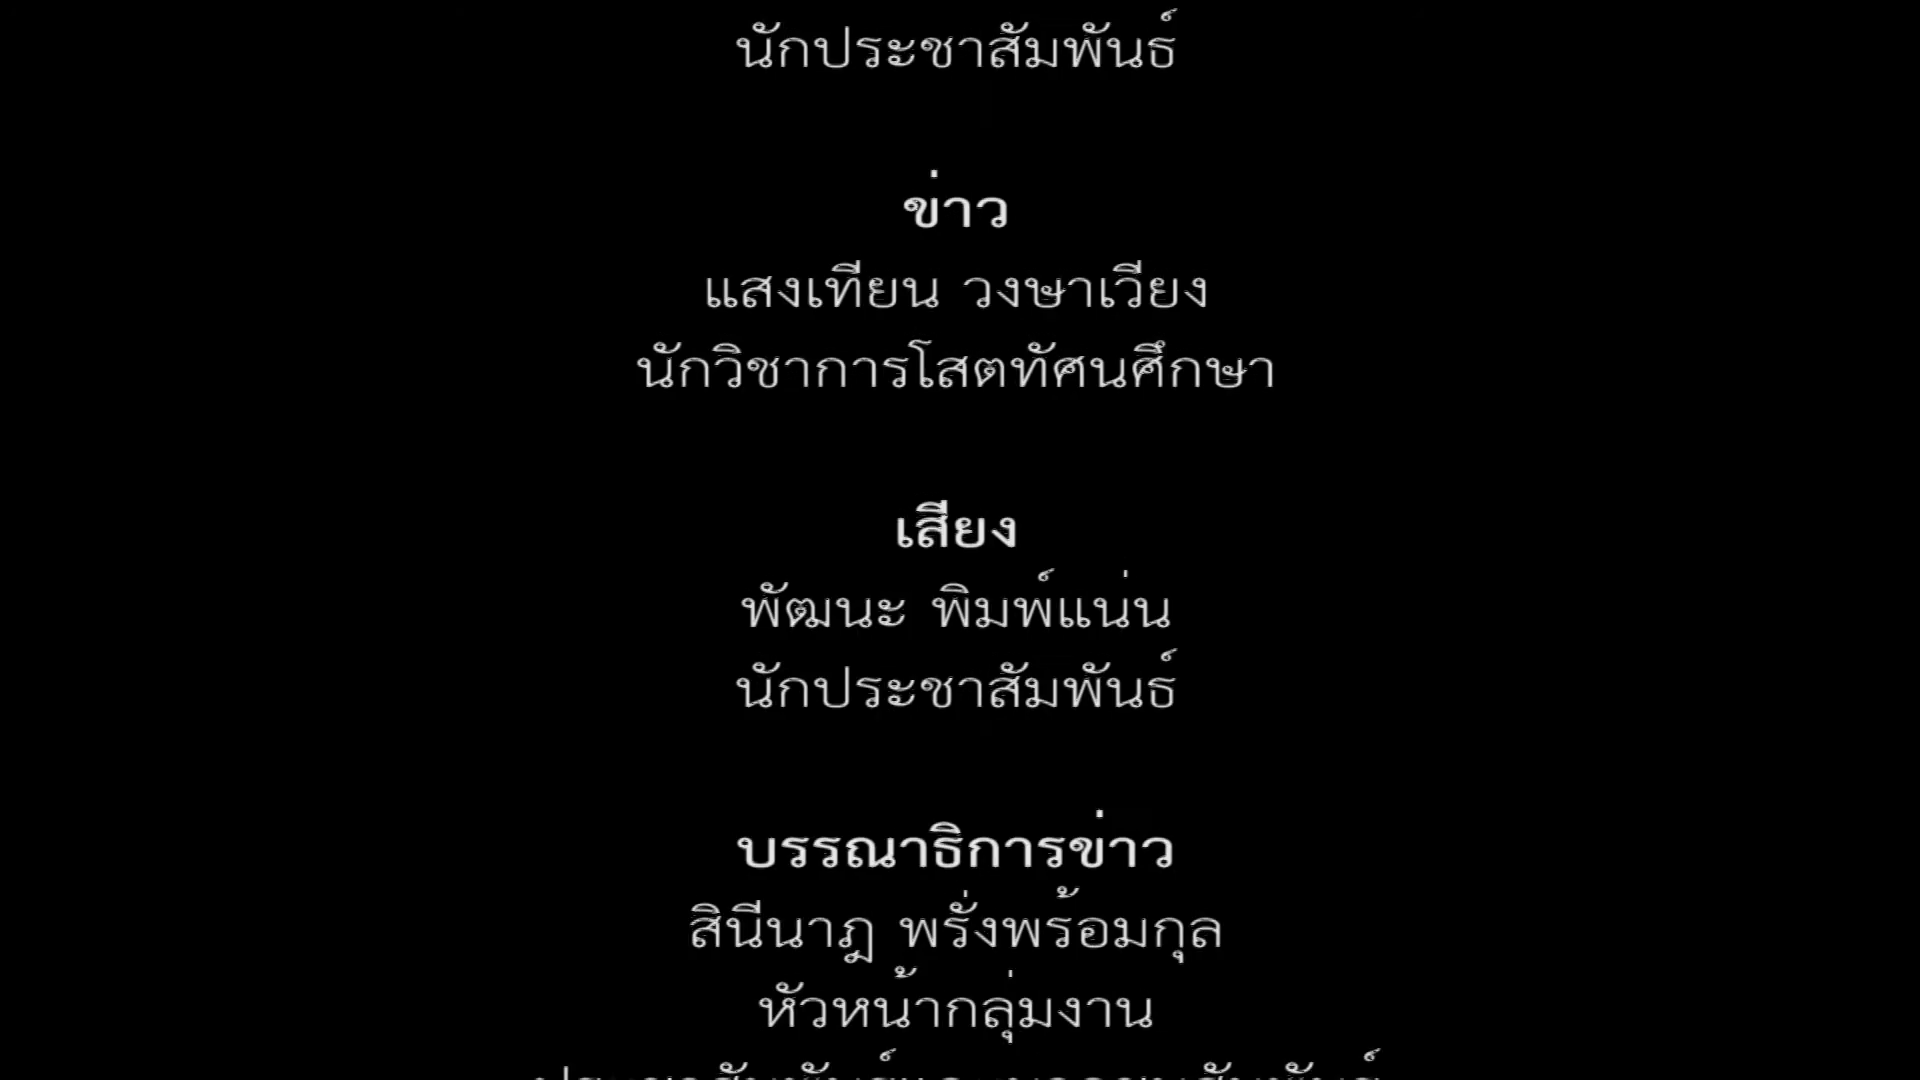 นักประชาสัมพันธ์
ข่าว
แสงเทียน วงษาเวียง
นักวิชาการโสตทัศนศึกษา
เสียง
พัฒนะ พิมพ์แน่น
นักประชาสัมพันธ์
บรรณาธิการข่าว
สินีนาฎ พรั่งพร้อมกุล
หัวหน้ากลุ่มงาน